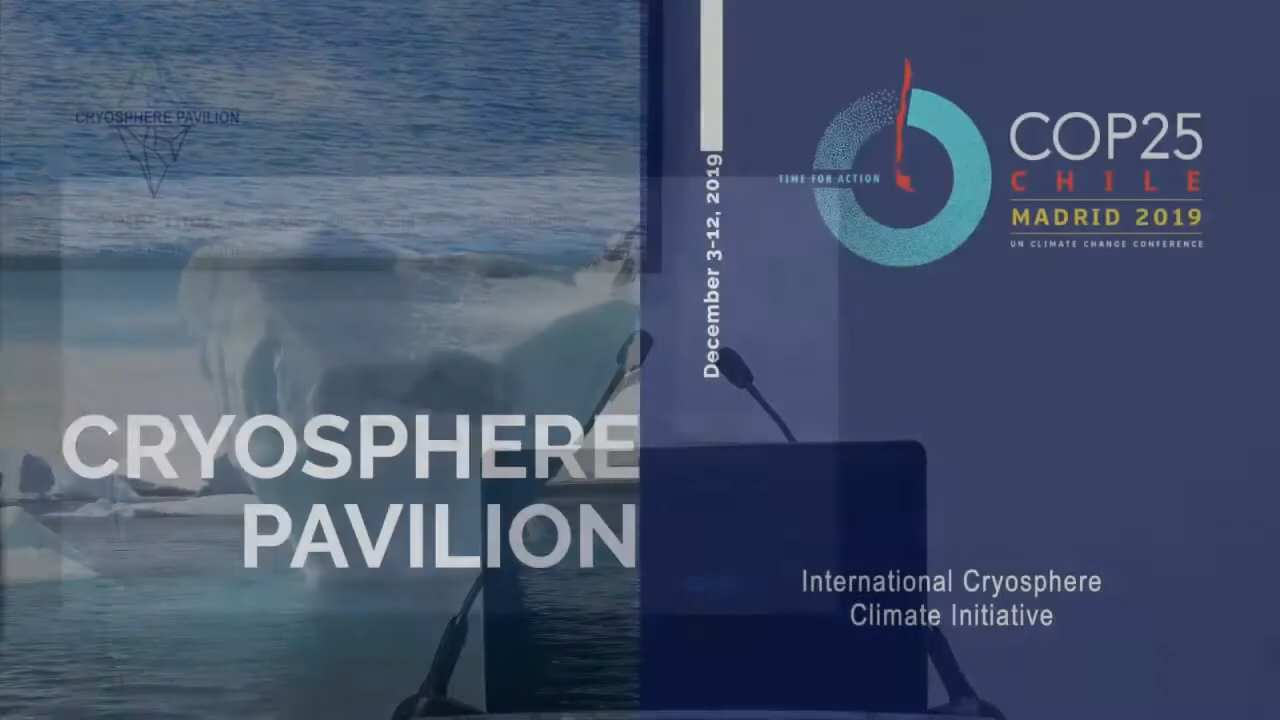 CRYOSPHERE PAVILION
CRYOSPHERE
PAVILION
December 3-12, 2019
TIME FOR ACTION
COP25
CHILE
MADRID 2019
UN CLIMATE CHANGE CONFERENCE
International Cryosphere
Climate Initiative